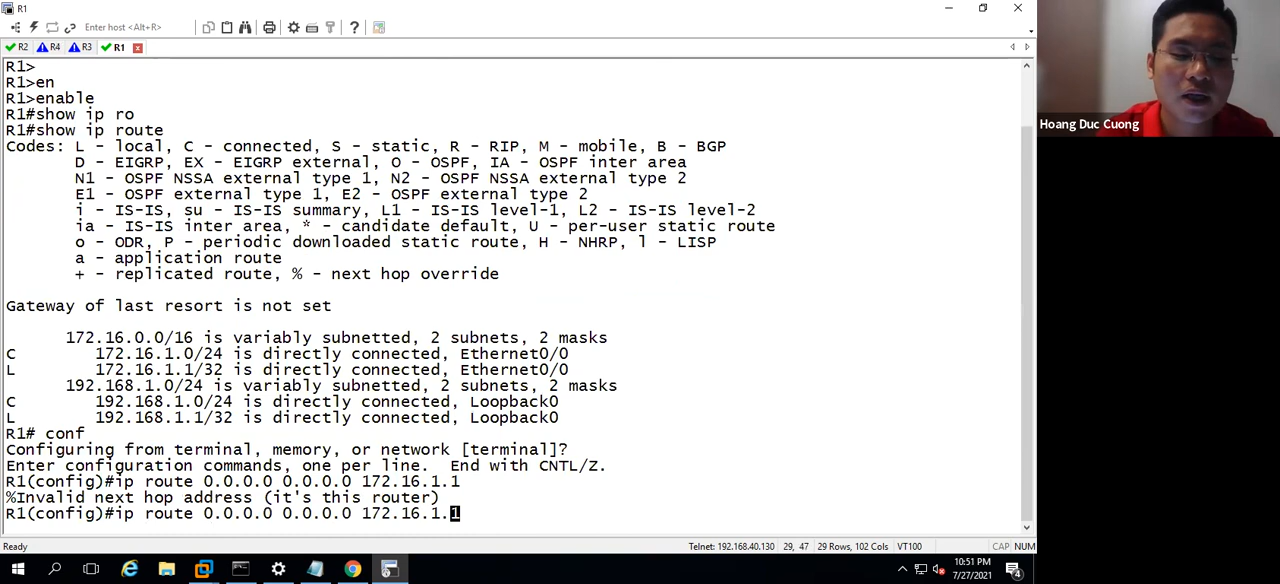 R1
Enter host <Alt+R>
R2 R4 R3 R1
R1>
R1>en
R1>enable
R1#show ip ro
R1#show ip route
Codes: L - local, C - connected, S - static, R - RIP, M - mobile, B - BGP
D - EIGRP, EX - EIGRP external, O - OSPF, IA - OSPF inter area
N1 - OSPF NSSA external type 1, N2 - OSPF NSSA external type 2
E1 - OSPF external type 1, E2 - OSPF external type 2
i - IS-IS, su - IS-IS summary, L1 - IS-IS level-1, L2 - IS-IS level-2
ia - IS-IS inter area, * - candidate default, U - per-user static route
o - ODR, P - periodic downloaded static route, H - NHRP, l - LISP
a - application route
+ - replicated route, % - next hop override
Gateway of last resort is not set
172.16.0.0/16 is variably subnetted, 2 subnets, 2 masks
C 172.16.1.0/24 is directly connected, Ethernet0/0
L 172.16.1.1/32 is directly connected, Ethernet0/0
192.168.1.0/24 is variably subnetted, 2 subnets, 2 masks
C 192.168.1.0/24 is directly connected, Loopback0
L 192.168.1.1/32 is directly connected, Loopback0
R1# conf
Configuring from terminal, memory, or network [terminal]?
Enter configuration commands, one per line. End with CNTL/Z.
R1(config)#ip route 0.0.0.0 0.0.0.0 172.16.1.1
%Invalid next hop address (it's this router)
R1(config)#ip route 0.0.0.0 0.0.0.0 172.16.1.1
Ready Telnet: 192.168.40.130 29, 47 29 Rows, 102 Cols VT100 CAP NUM
10:51 PM
7/27/2021
4
Hoang Duc Cuong